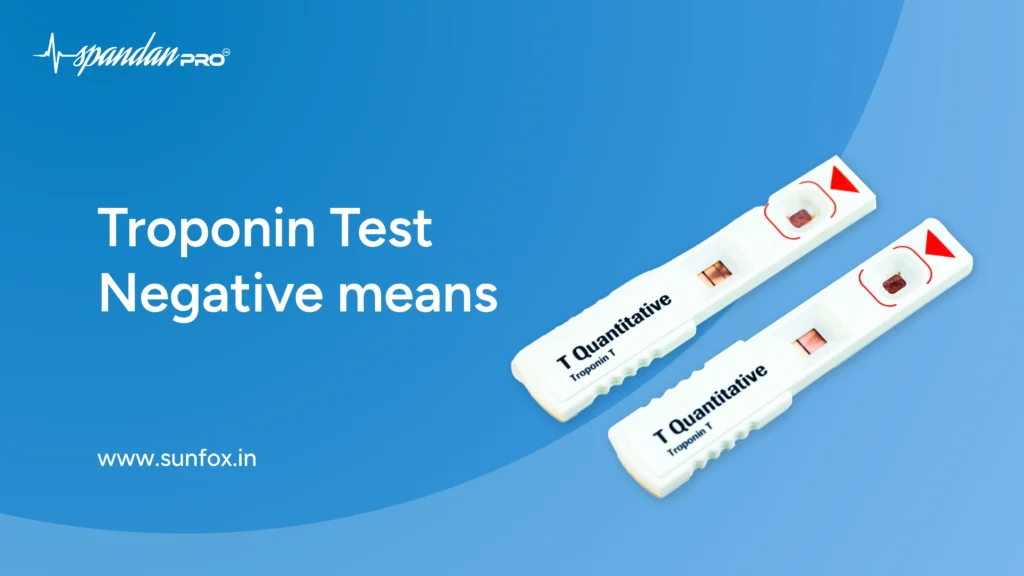 spandan PRO
Troponin Test
Negative means
www.sunfox.in
T Quantitative
Troponin T
T Quantitative
Troponin T